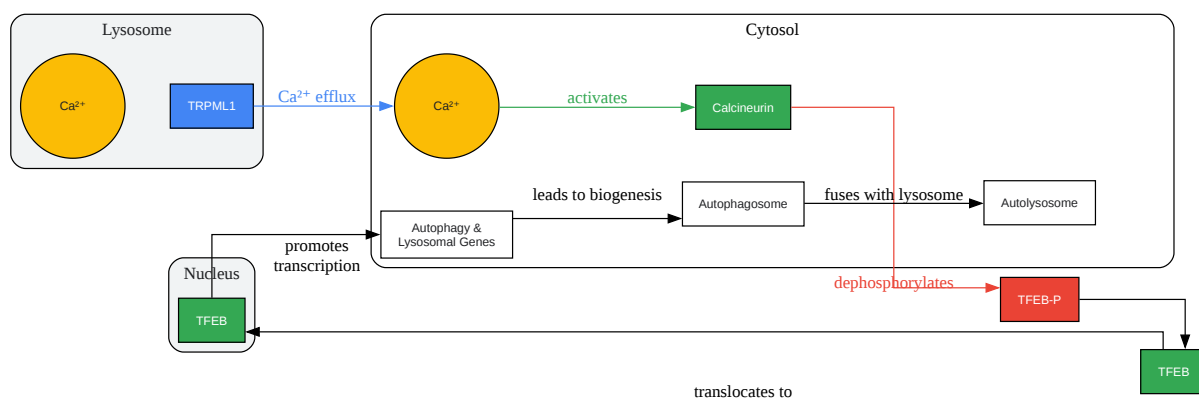 Lysosome
Cytosol
Ca²⁺
TRPML1
Ca²⁺ efflux
Ca²⁺
activates
Calcineurin
leads to biogenesis
Autophagosome
fuses with lysosome
Autolysosome
Autophagy &
Lysosomal Genes
promotes
transcription
Nucleus
dephosphorylates
TFEB-P
TFEB
TFEB
translocates to